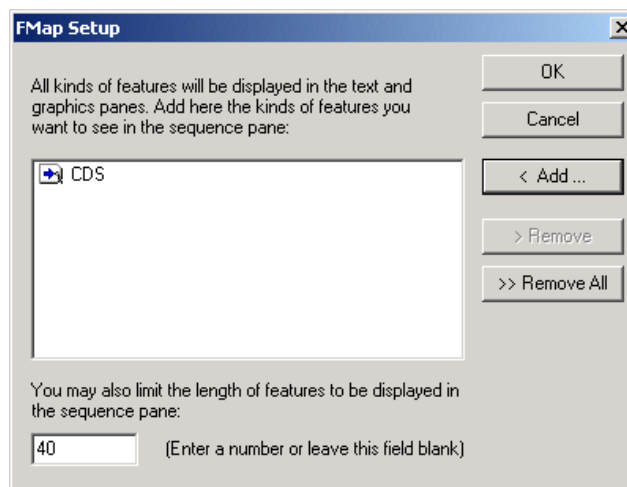 FMap Setup
All kinds of features will be displayed in the text and
graphics panes. Add here the kinds of features you
want to see in the sequence pane:
OK
Cancel
CDS
< Add ...
> Remove
>> Remove All
You may also limit the length of features to be displayed in
the sequence pane:
40 (Enter a number or leave this field blank)